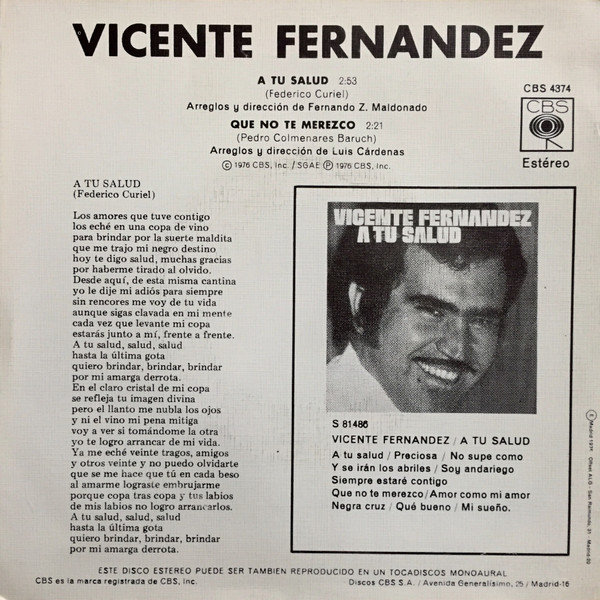 VICENTE FERNANDEZ
A TU SALUD 2:53
(Federico Curiel)
Arreglos y dirección de Fernando Z. Maldonado
QUE NO TE MEREZCO 2:21
(Pedro Colmenares Baruch)
Arreglos y dirección de Luis Cárdenas
© 1976 CBS, Inc. / SGAE ℗ 1976 CBS, Inc.
CBS 4374
CBS
Estéreo
A TU SALUD
(Federico Curiel)
Los amores que tuve contigo
los eché en una copa de vino
para brindar por la suerte maldita
que me trajo mi negro destino
hoy te digo salud, muchas gracias
por haberme tirado al olvido.
Desde aquí, de esta misma cantina
yo le dije mi adiós para siempre
sin rencores me voy de tu vida
aunque sigas clavada en mi mente
cada vez que levante mi copa
estarás junto a mí, frente a frente.
A tu salud, salud, salud
hasta la última gota
quiero brindar, brindar, brindar
por mi amarga derrota.
En el claro cristal de mi copa
se refleja tu imagen divina
pero el llanto me nubla los ojos
y ni el vino mi pena mitiga
voy a ver si tomándome la otra
yo te logro arrancar de mi vida.
Ya me eché veinte tragos, amigos
y otros veinte y no puedo olvidarte
que se me hace que tú en cada beso
al amarme lograste embrujarme
porque copa tras copa y tus labios
de mis labios no logro arrancarlos.
A tu salud, salud, salud
hasta la última gota
quiero brindar, brindar, brindar
por mi amarga derrota.
VICENTE FERNANDEZ
A TU SALUD
S 81486
VICENTE FERNANDEZ / A TU SALUD
A tu salud / Preciosa / No supe como
Y se irán los abriles / Soy andariego
Siempre estaré contigo
Que no te merezco / Amor como mi amor
Negra cruz / Qué bueno / Mi sueño.
ESTE DISCO ESTEREO PUEDE SER TAMBIEN REPRODUCIDO EN UN TOCADISCOS MONOAURAL
CBS es la marca registrada de CBS, Inc.
Discos CBS S.A. / Avenida Generalísimo, 25 / Madrid-16